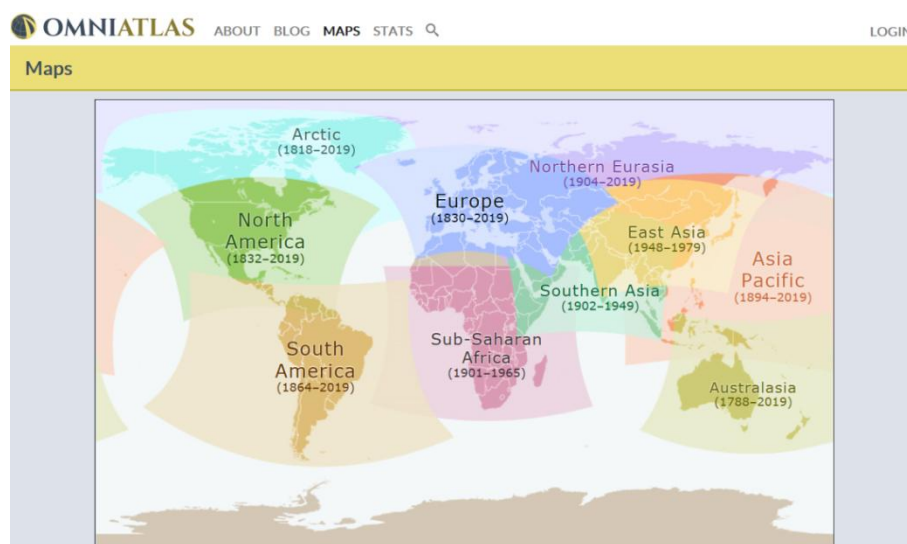 OMNIATLAS ABOUT BLOG MAPS STATS LOGIN
Maps
Arctic
(1818–2019)
Northern Eurasia
(1904–2019)
Europe
(1830–2019)
North
America
(1832–2019)
East Asia
(1948–1979)
Asia
Pacific
(1894–2019)
Southern Asia
(1902–1949)
Sub-Saharan
Africa
(1901–1965)
South
America
(1864–2019)
Australasia
(1788–2019)